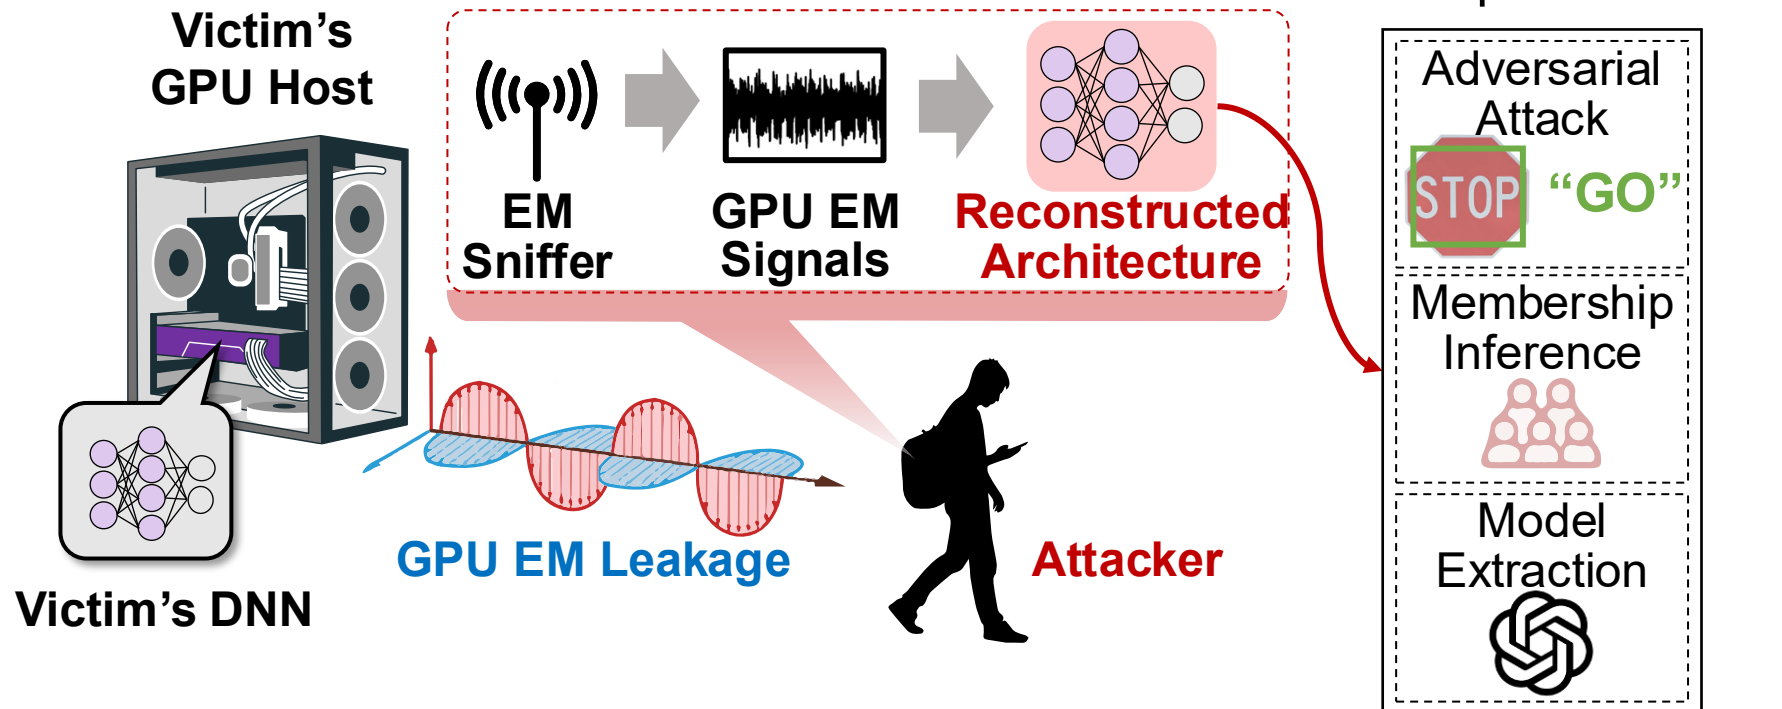 Victim’s
GPU Host
EM
Sniffer
GPU EM
Signals
Reconstructed
Architecture
GPU EM Leakage
Attacker
Victim’s DNN
Adversarial
Attack
STOP
“GO”
Membership
Inference
Model
Extraction